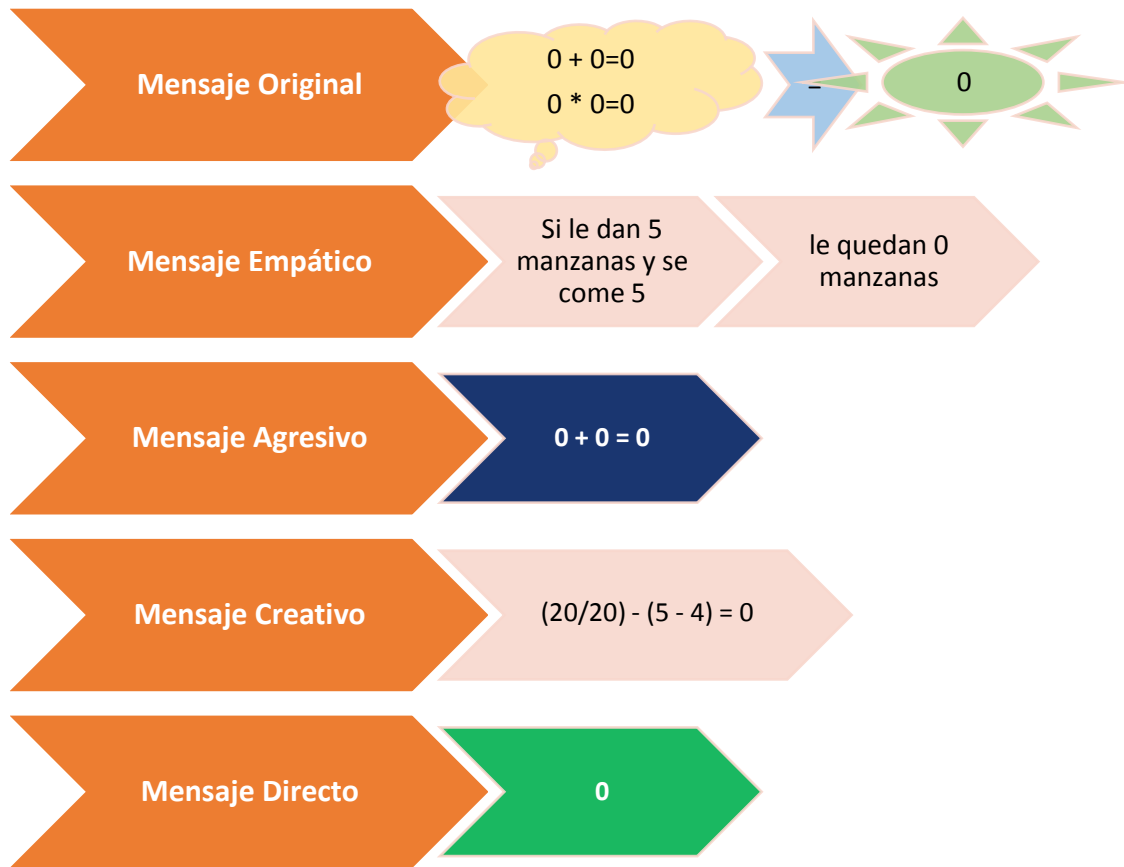 Mensaje Original
0 + 0=0
0 * 0=0
=
0
Mensaje Empático
Si le dan 5
manzanas y se
come 5
le quedan 0
manzanas
Mensaje Agresivo
0 + 0 = 0
Mensaje Creativo
(20/20) - (5 - 4) = 0
Mensaje Directo
0